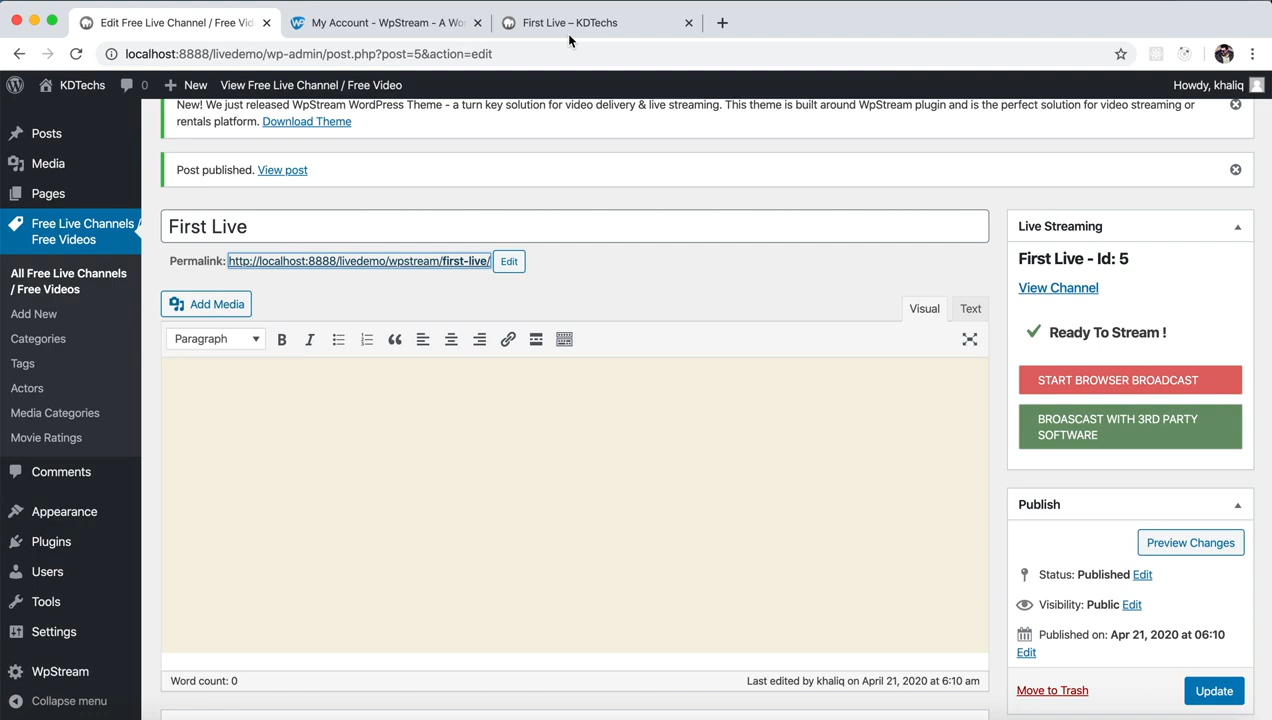 Edit Free Live Channel / Free Vid
My Account - WpStream - A Wor
First Live – KDTechs
localhost:8888/livedemo/wp-admin/post.php?post=5&action=edit
KDTechs
0
New
View Free Live Channel / Free Video
Howdy, khaliq
Posts
Media
Pages
Free Live Channels /
Free Videos
All Free Live Channels
/ Free Videos
Add New
Categories
Tags
Actors
Media Categories
Movie Ratings
Comments
Appearance
Plugins
Users
Tools
Settings
WpStream
Collapse menu
New! We just released WpStream WordPress Theme - a turn key solution for video delivery & live streaming. This theme is built around WpStream plugin and is the perfect solution for video streaming or
rentals platform. Download Theme
Post published. View post
First Live
Permalink: http://localhost:8888/livedemo/wpstream/first-live/ Edit
Add Media
Visual
Text
Paragraph
Word count: 0
Last edited by khaliq on April 21, 2020 at 6:10 am
Live Streaming
First Live - Id: 5
View Channel
Ready To Stream !
START BROWSER BROADCAST
BROASCAST WITH 3RD PARTY
SOFTWARE
Publish
Preview Changes
Status: Published Edit
Visibility: Public Edit
Published on: Apr 21, 2020 at 06:10
Edit
Move to Trash
Update